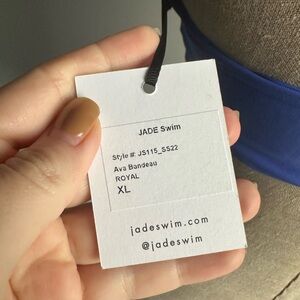 JADE Swim
Style #: JS115_SS22
Ava Bandeau
ROYAL
XL
jadeswim.com
@jadeswim